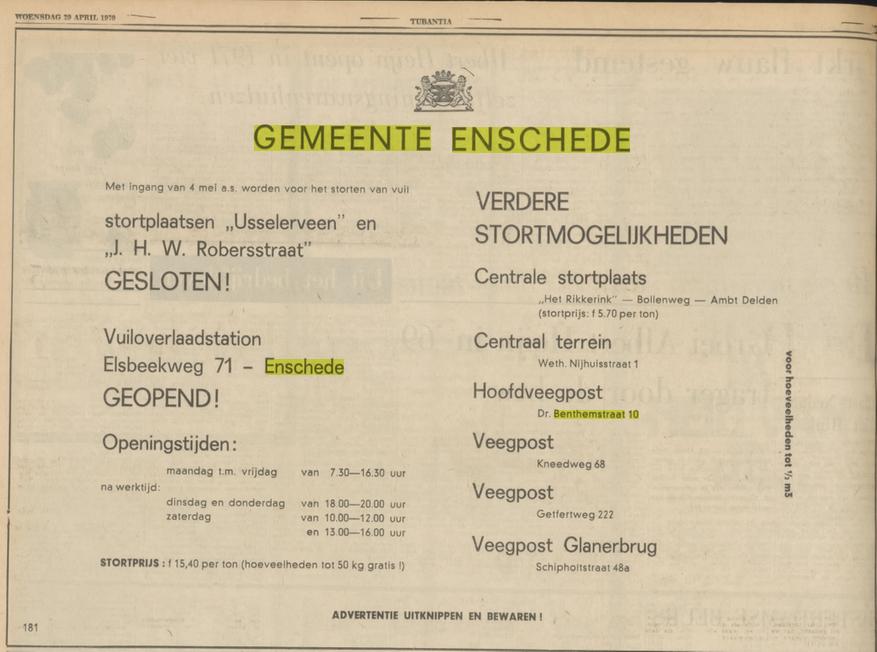 WOENSDAG 29 APRIL 1970
TUBANTIA
GEMEENTE ENSCHEDE
Met ingang van 4 mei a.s. worden voor het storten van vuil
stortplaatsen „Usselerveen” en
„J. H. W. Robersstraat”
GESLOTEN!
Vuiloverlaadstation
Elsbeekweg 71 – Enschede
GEOPEND!
Openingstijden:
maandag t.m. vrijdag van 7.30—16.30 uur
na werktijd:
dinsdag en donderdag van 18.00—20.00 uur
zaterdag van 10.00—12.00 uur
en 13.00—16.00 uur
STORTPRIJS : f 15,40 per ton (hoeveelheden tot 50 kg gratis !)
VERDERE
STORTMOGELIJKHEDEN
Centrale stortplaats
„Het Rikkerink” — Bollenweg — Ambt Delden
(stortprijs: f 5.70 per ton)
Centraal terrein
Weth. Nijhuisstraat 1
Hoofdveegpost
Dr. Benthemstraat 10
Veegpost
Kneedweg 68
Veegpost
Getfertweg 222
Veegpost Glanerbrug
Schipholtstraat 48a
voor hoeveelheden tot ½ m3
ADVERTENTIE UITKNIPPEN EN BEWAREN !
181